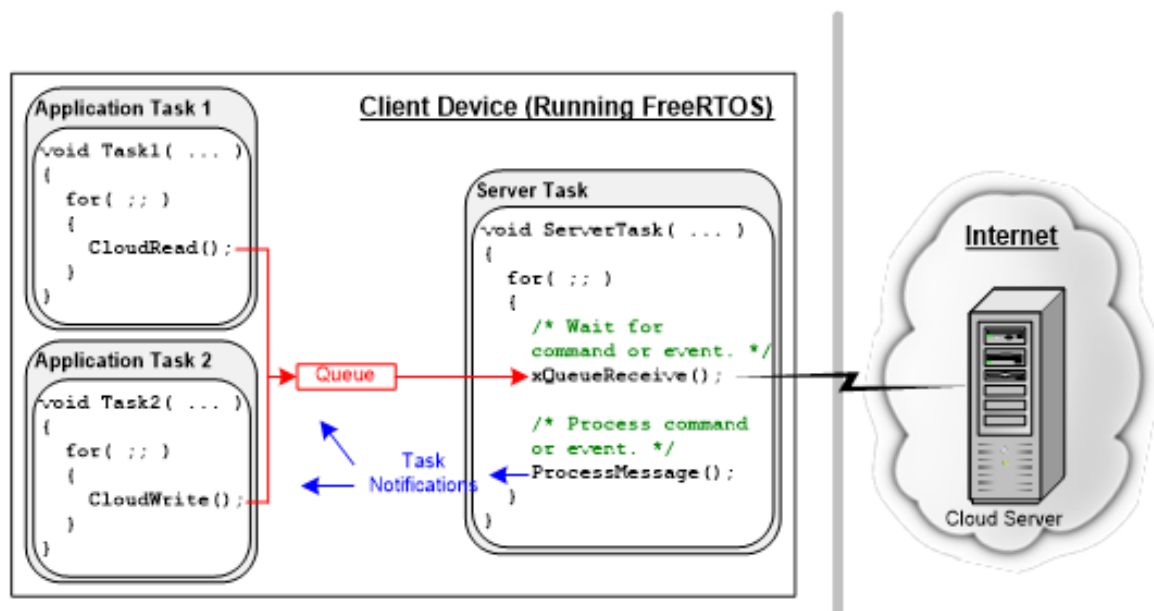 Client Device (Running FreeRTOS)
Application Task 1
void Task1( ... )
{
for( ;; )
{
CloudRead();
}
}
Application Task 2
void Task2( ... )
{
for( ;; )
{
CloudWrite();
}
}
Queue
Task
Notifications
Server Task
void ServerTask( ... )
{
for( ;; )
{
/* Wait for
command or event. */
xQueueReceive();
/* Process command
or event. */
ProcessMessage();
}
}
Internet
Cloud Server